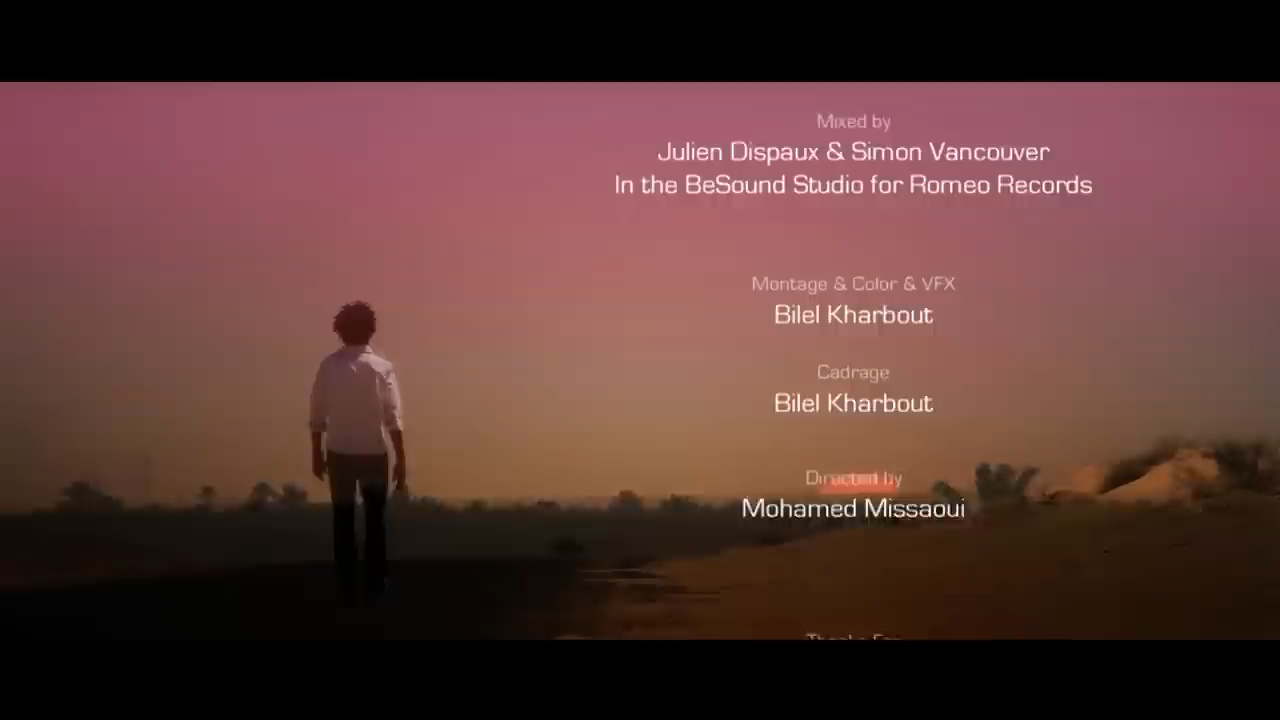 Mixed by
Julien Dispaux & Simon Vancouver
In the BeSound Studio for Romeo Records
Montage & Color & VFX
Bilel Kharbout
Cadrage
Bilel Kharbout
Directed by
Mohamed Missaoui